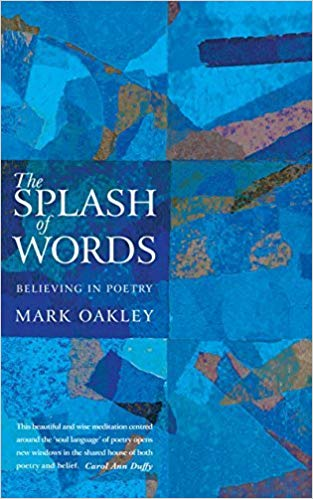 The
SPLASH
of
WORDS
BELIEVING IN POETRY
MARK OAKLEY
This beautiful and wise meditation centred
around the ‘soul language’ of poetry opens
new windows in the shared house of both
poetry and belief. Carol Ann Duffy